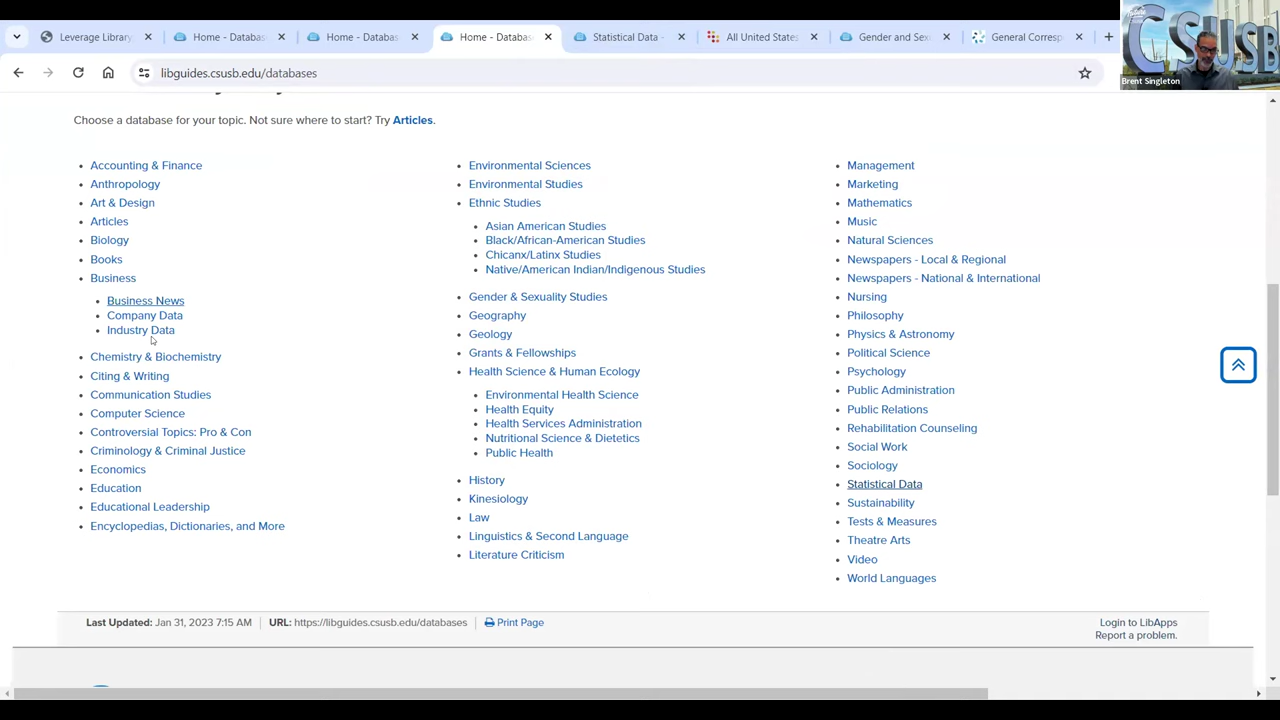 Leverage Library
Home - Databas
Home - Databas
Home - Databas
Statistical Data -
All United States
Gender and Sex
General Corresp
libguides.csusb.edu/databases
CSUSB
Brent Singleton
Choose a database for your topic. Not sure where to start? Try Articles.
Accounting & Finance
Anthropology
Art & Design
Articles
Biology
Books
Business
Business News
Company Data
Industry Data
Chemistry & Biochemistry
Citing & Writing
Communication Studies
Computer Science
Controversial Topics: Pro & Con
Criminology & Criminal Justice
Economics
Education
Educational Leadership
Encyclopedias, Dictionaries, and More
Environmental Sciences
Environmental Studies
Ethnic Studies
Asian American Studies
Black/African-American Studies
Chicanx/Latinx Studies
Native/American Indian/Indigenous Studies
Gender & Sexuality Studies
Geography
Geology
Grants & Fellowships
Health Science & Human Ecology
Environmental Health Science
Health Equity
Health Services Administration
Nutritional Science & Dietetics
Public Health
History
Kinesiology
Law
Linguistics & Second Language
Literature Criticism
Management
Marketing
Mathematics
Music
Natural Sciences
Newspapers - Local & Regional
Newspapers - National & International
Nursing
Philosophy
Physics & Astronomy
Political Science
Psychology
Public Administration
Public Relations
Rehabilitation Counseling
Social Work
Sociology
Statistical Data
Sustainability
Tests & Measures
Theatre Arts
Video
World Languages
Last Updated: Jan 31, 2023 7:15 AM
URL: https://libguides.csusb.edu/databases
Print Page
Login to LibApps
Report a problem.